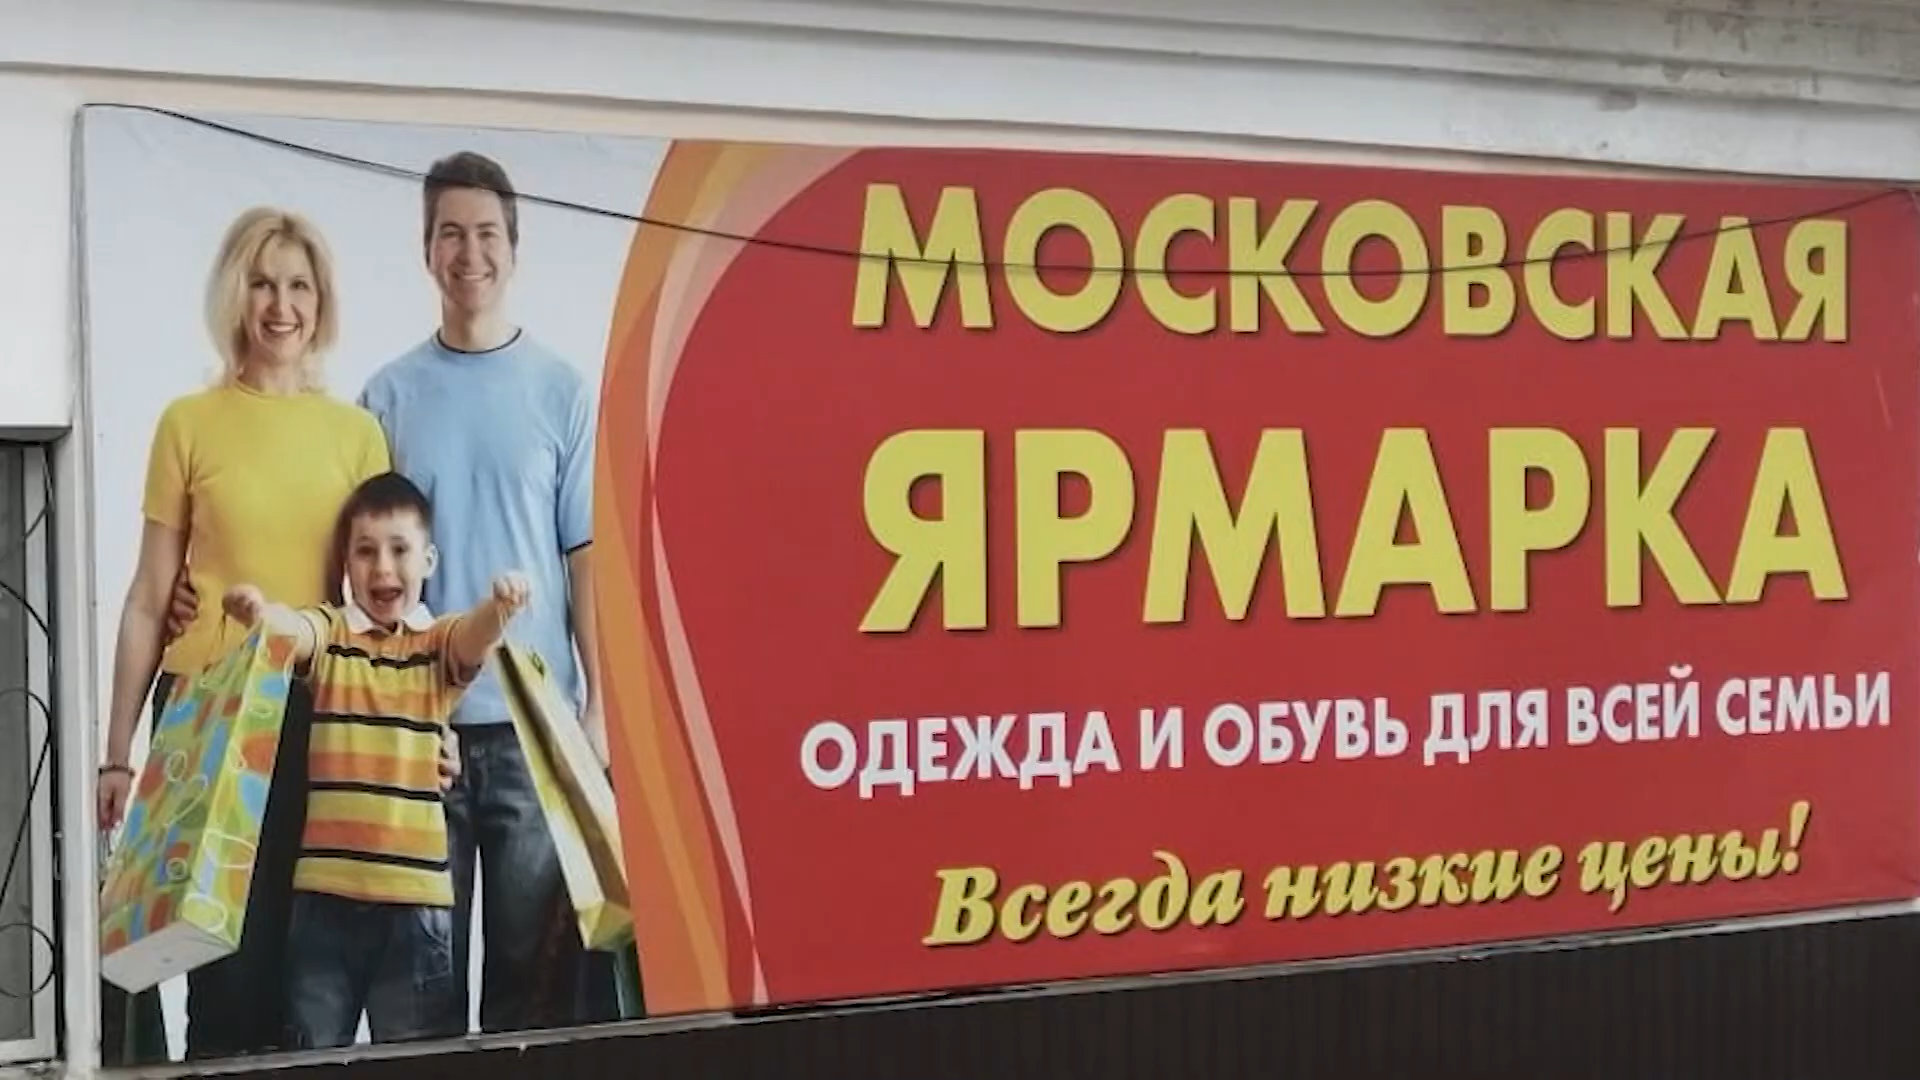 МОСКОВСКАЯ
ЯРМАРКА
ОДЕЖДА И ОБУВЬ ДЛЯ ВСЕЙ СЕМЬИ
Всегда низкие цены!